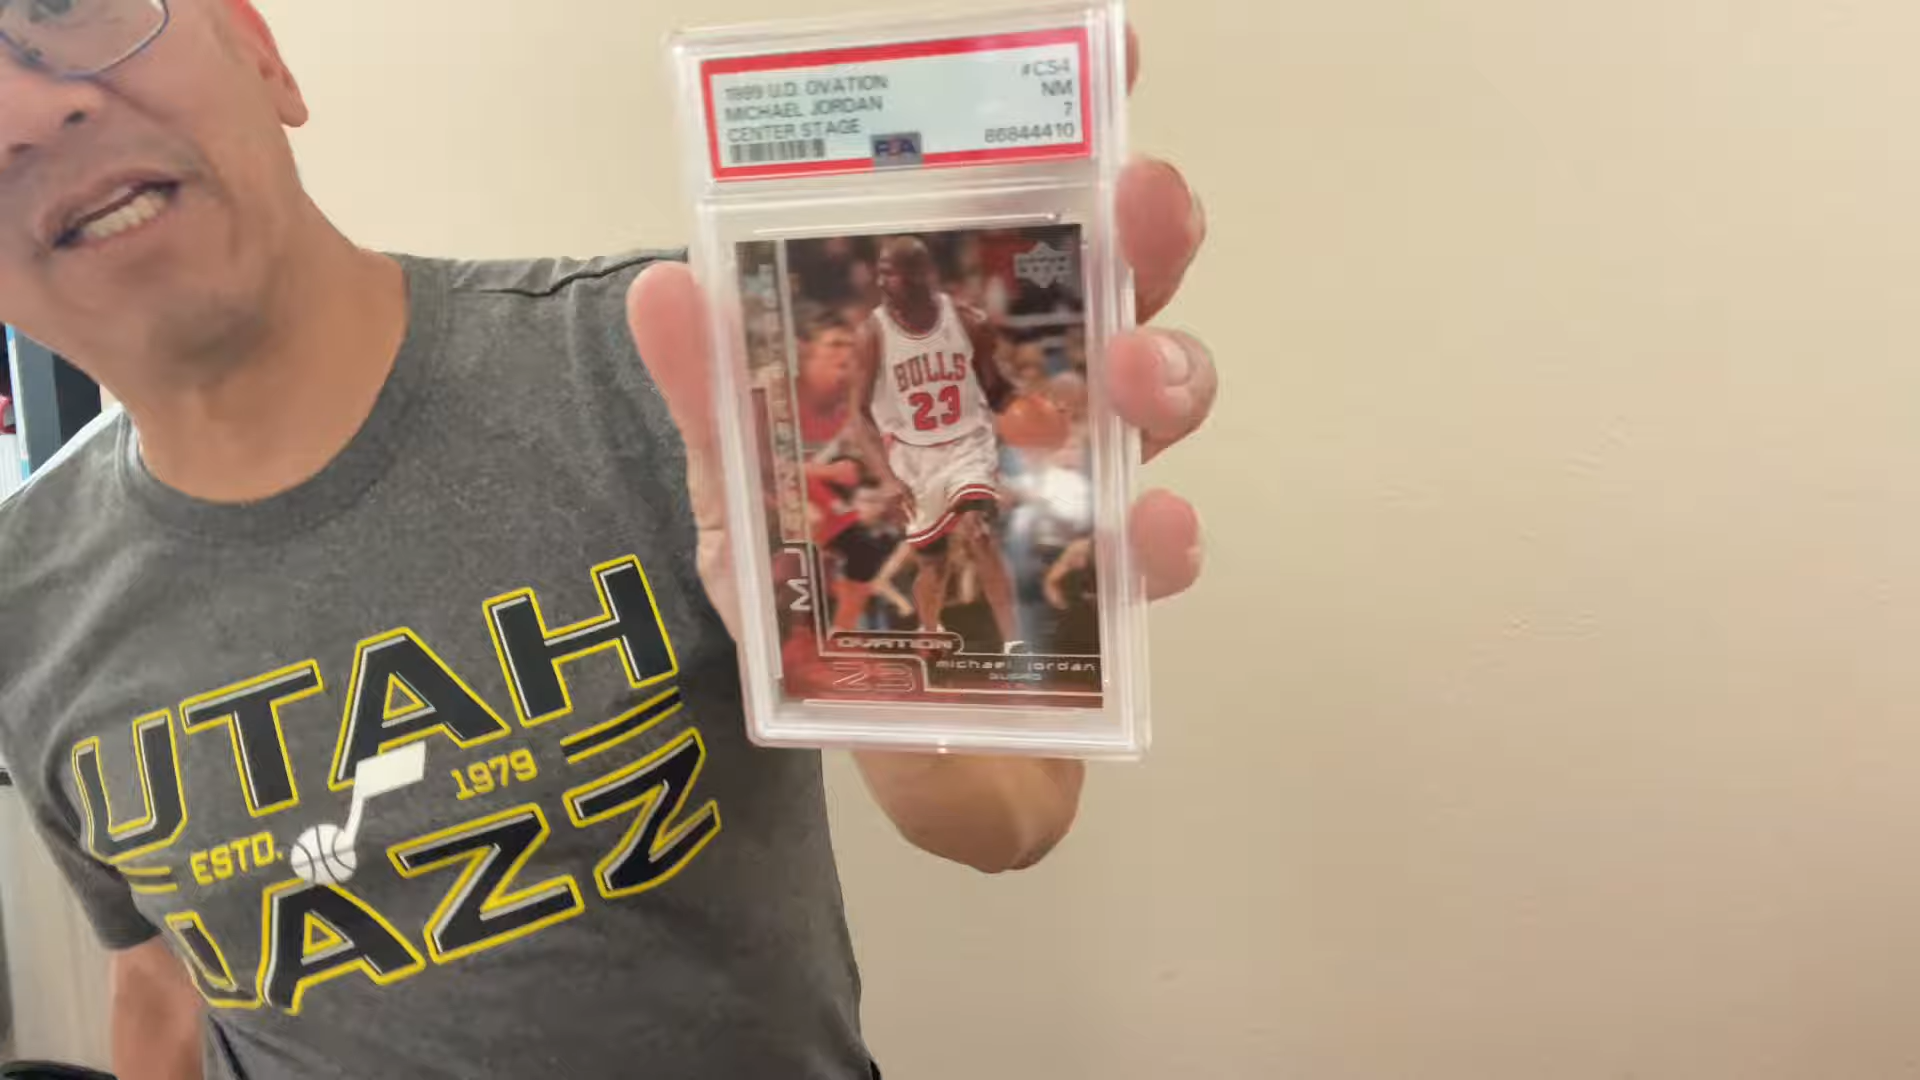 1999 U.D. OVATION
MICHAEL JORDAN
CENTER STAGE
#CS4
NM
7
86844410
PSA
BULLS
23
MJ
OVATION
23
michael jordan
GUARD
UTAH
1979
ESTD.
JAZZ